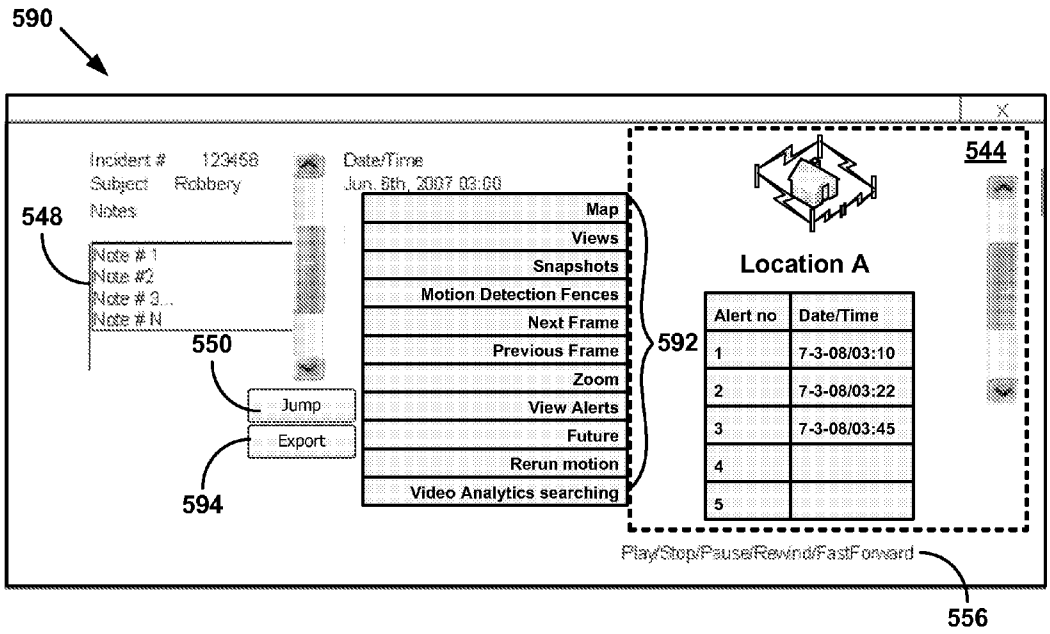 590
X
Incident # 123458
Subject Robbery
Notes
548
Note # 1
Note #2
Note # 3...
Note # N
550
Jump
Export
594
Date/Time
Jun. 6th, 2007 03:00
Map
Views
Snapshots
Motion Detection Fences
Next Frame
Previous Frame
Zoom
View Alerts
Future
Rerun motion
Video Analytics searching
592
544
Location A
Alert no Date/Time
1 7-3-08/03:10
2 7-3-08/03:22
3 7-3-08/03:45
4
5
Play/Stop/Pause/Rewind/FastForward
556